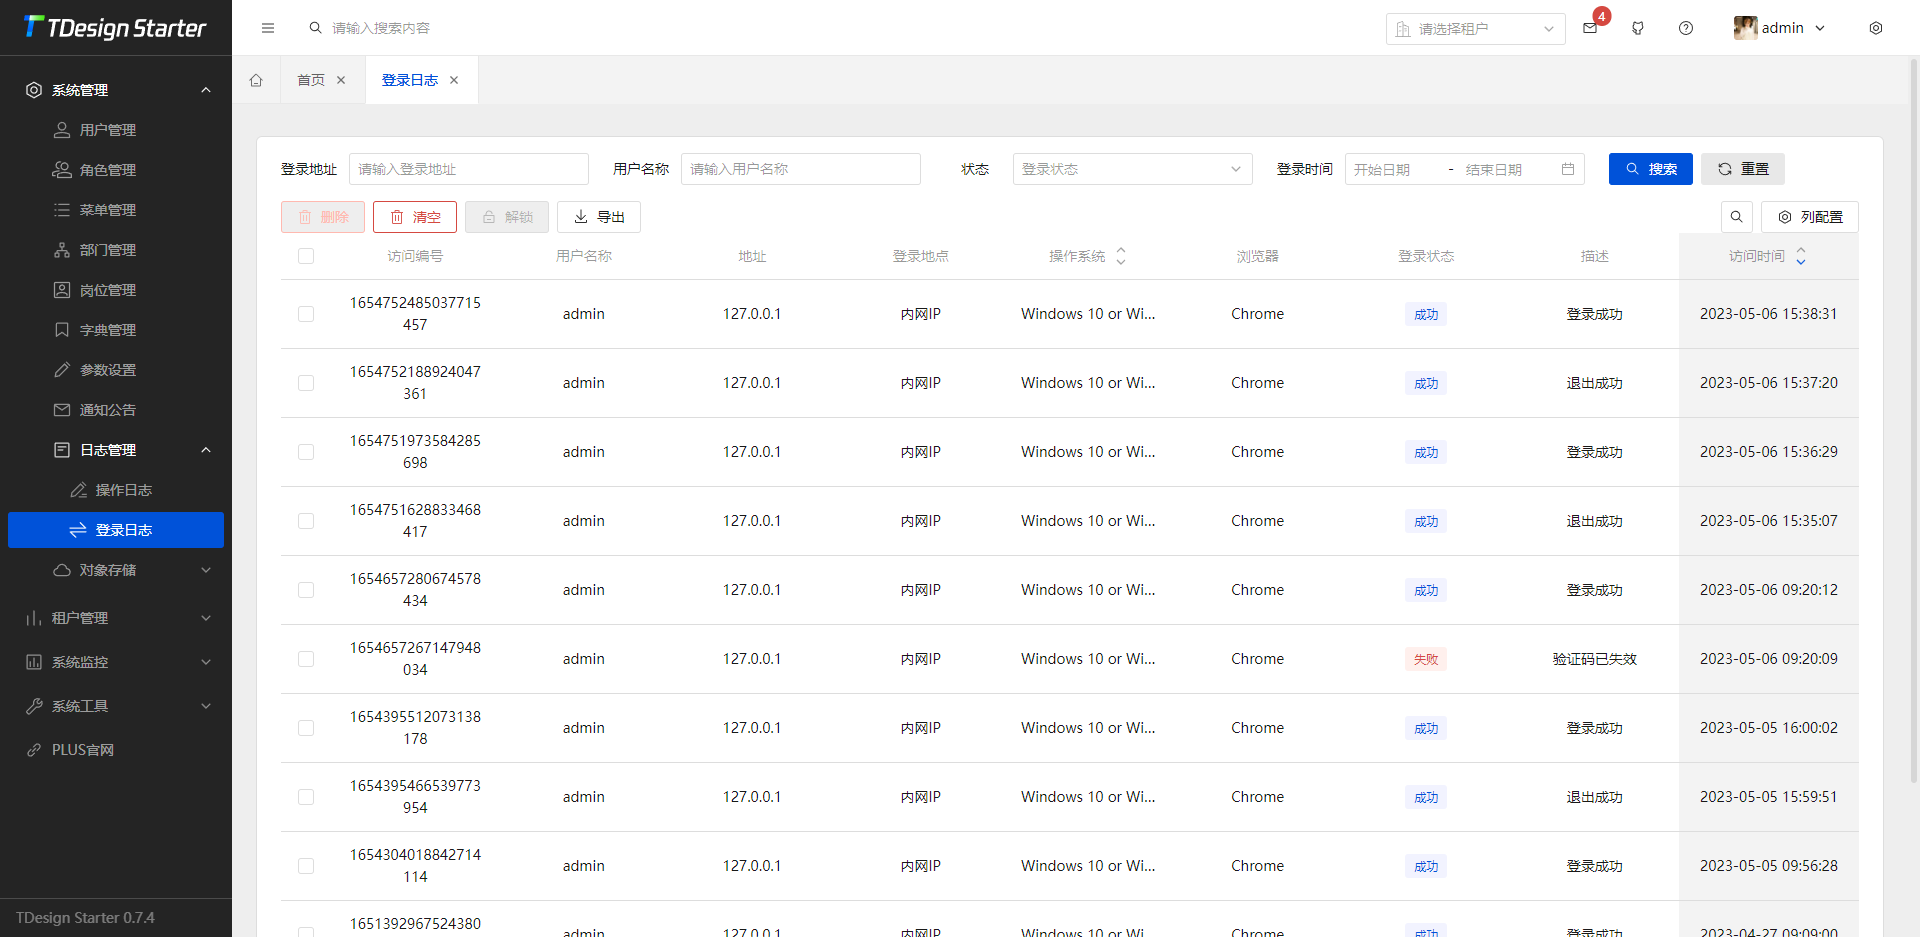 TDesign Starter
请输入搜索内容
请选择租户
4
admin
系统管理
用户管理
角色管理
菜单管理
部门管理
岗位管理
字典管理
参数设置
通知公告
日志管理
操作日志
登录日志
对象存储
租户管理
系统监控
系统工具
PLUS官网
TDesign Starter 0.7.4
首页
登录日志
登录地址 请输入登录地址 用户名称 请输入用户名称 状态 登录状态 登录时间 开始日期 - 结束日期 搜索 重置
删除 清空 解锁 导出 列配置
访问编号 用户名称 地址 登录地点 操作系统 浏览器 登录状态 描述 访问时间
1654752485037715
457 admin 127.0.0.1 内网IP Windows 10 or Wi... Chrome 成功 登录成功 2023-05-06 15:38:31
1654752188924047
361 admin 127.0.0.1 内网IP Windows 10 or Wi... Chrome 成功 退出成功 2023-05-06 15:37:20
1654751973584285
698 admin 127.0.0.1 内网IP Windows 10 or Wi... Chrome 成功 登录成功 2023-05-06 15:36:29
1654751628833468
417 admin 127.0.0.1 内网IP Windows 10 or Wi... Chrome 成功 退出成功 2023-05-06 15:35:07
1654657280674578
434 admin 127.0.0.1 内网IP Windows 10 or Wi... Chrome 成功 登录成功 2023-05-06 09:20:12
1654657267147948
034 admin 127.0.0.1 内网IP Windows 10 or Wi... Chrome 失败 验证码已失效 2023-05-06 09:20:09
1654395512073138
178 admin 127.0.0.1 内网IP Windows 10 or Wi... Chrome 成功 登录成功 2023-05-05 16:00:02
1654395466539773
954 admin 127.0.0.1 内网IP Windows 10 or Wi... Chrome 成功 退出成功 2023-05-05 15:59:51
1654304018842714
114 admin 127.0.0.1 内网IP Windows 10 or Wi... Chrome 成功 登录成功 2023-05-05 09:56:28
1651392967524380
admin 127.0.0.1 内网IP Windows 10 or Wi... Chrome 成功 登录成功 2023-04-27 09:09:00